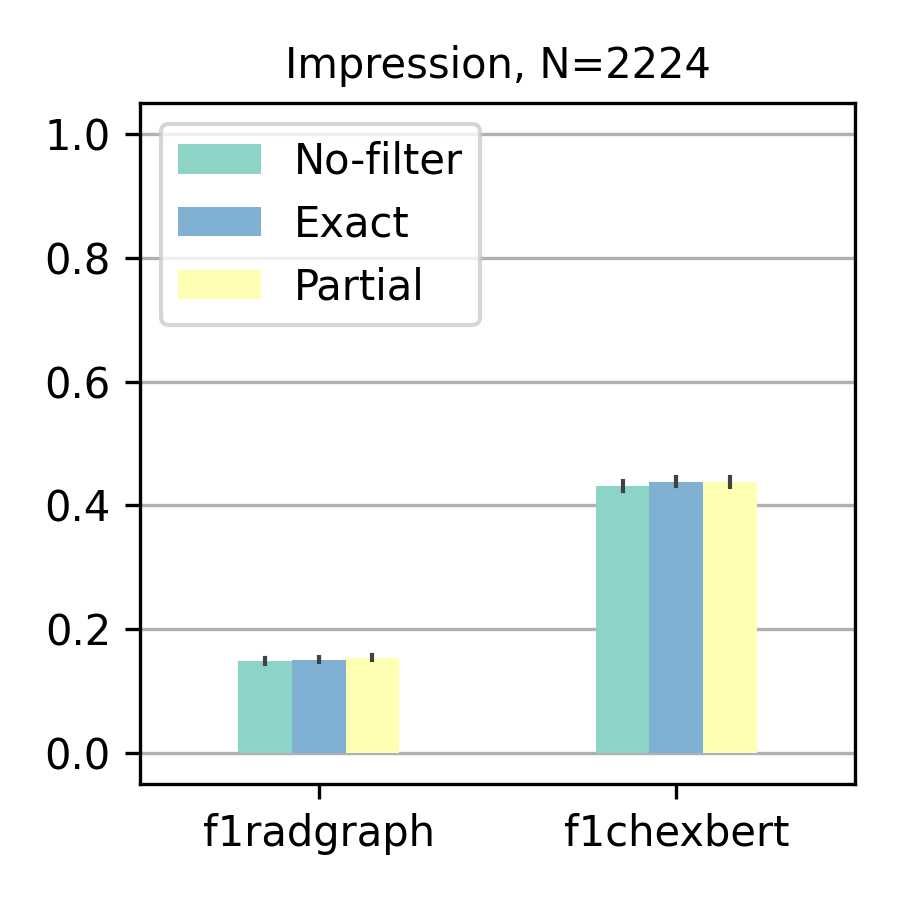 Impression, N=2224
1.0
0.8
0.6
0.4
0.2
0.0
No-filter
Exact
Partial
f1radgraph
f1chexbert